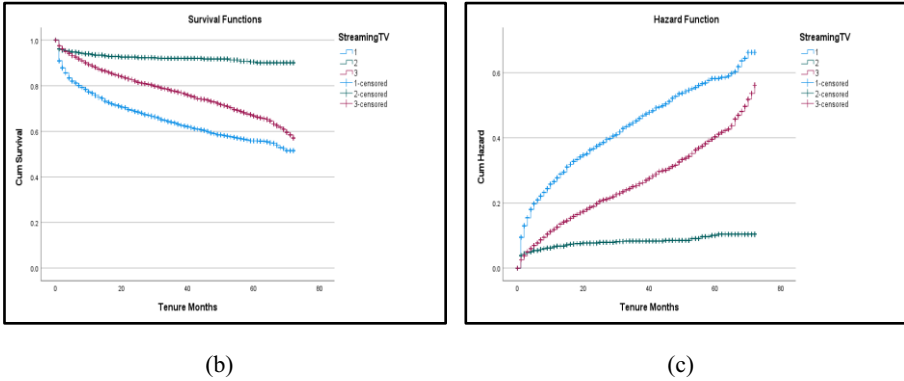 Survival Functions
StreamingTV
1
2
3
1-censored
2-censored
3-censored
1.0
0.8
0.6
0.4
0.2
0.0
Cum Survival
0
20
40
60
80
Tenure Months
(b)
Hazard Function
StreamingTV
1
2
3
1-censored
2-censored
3-censored
0.6
0.4
0.2
0.0
Cum Hazard
0
20
40
60
80
Tenure Months
(c)